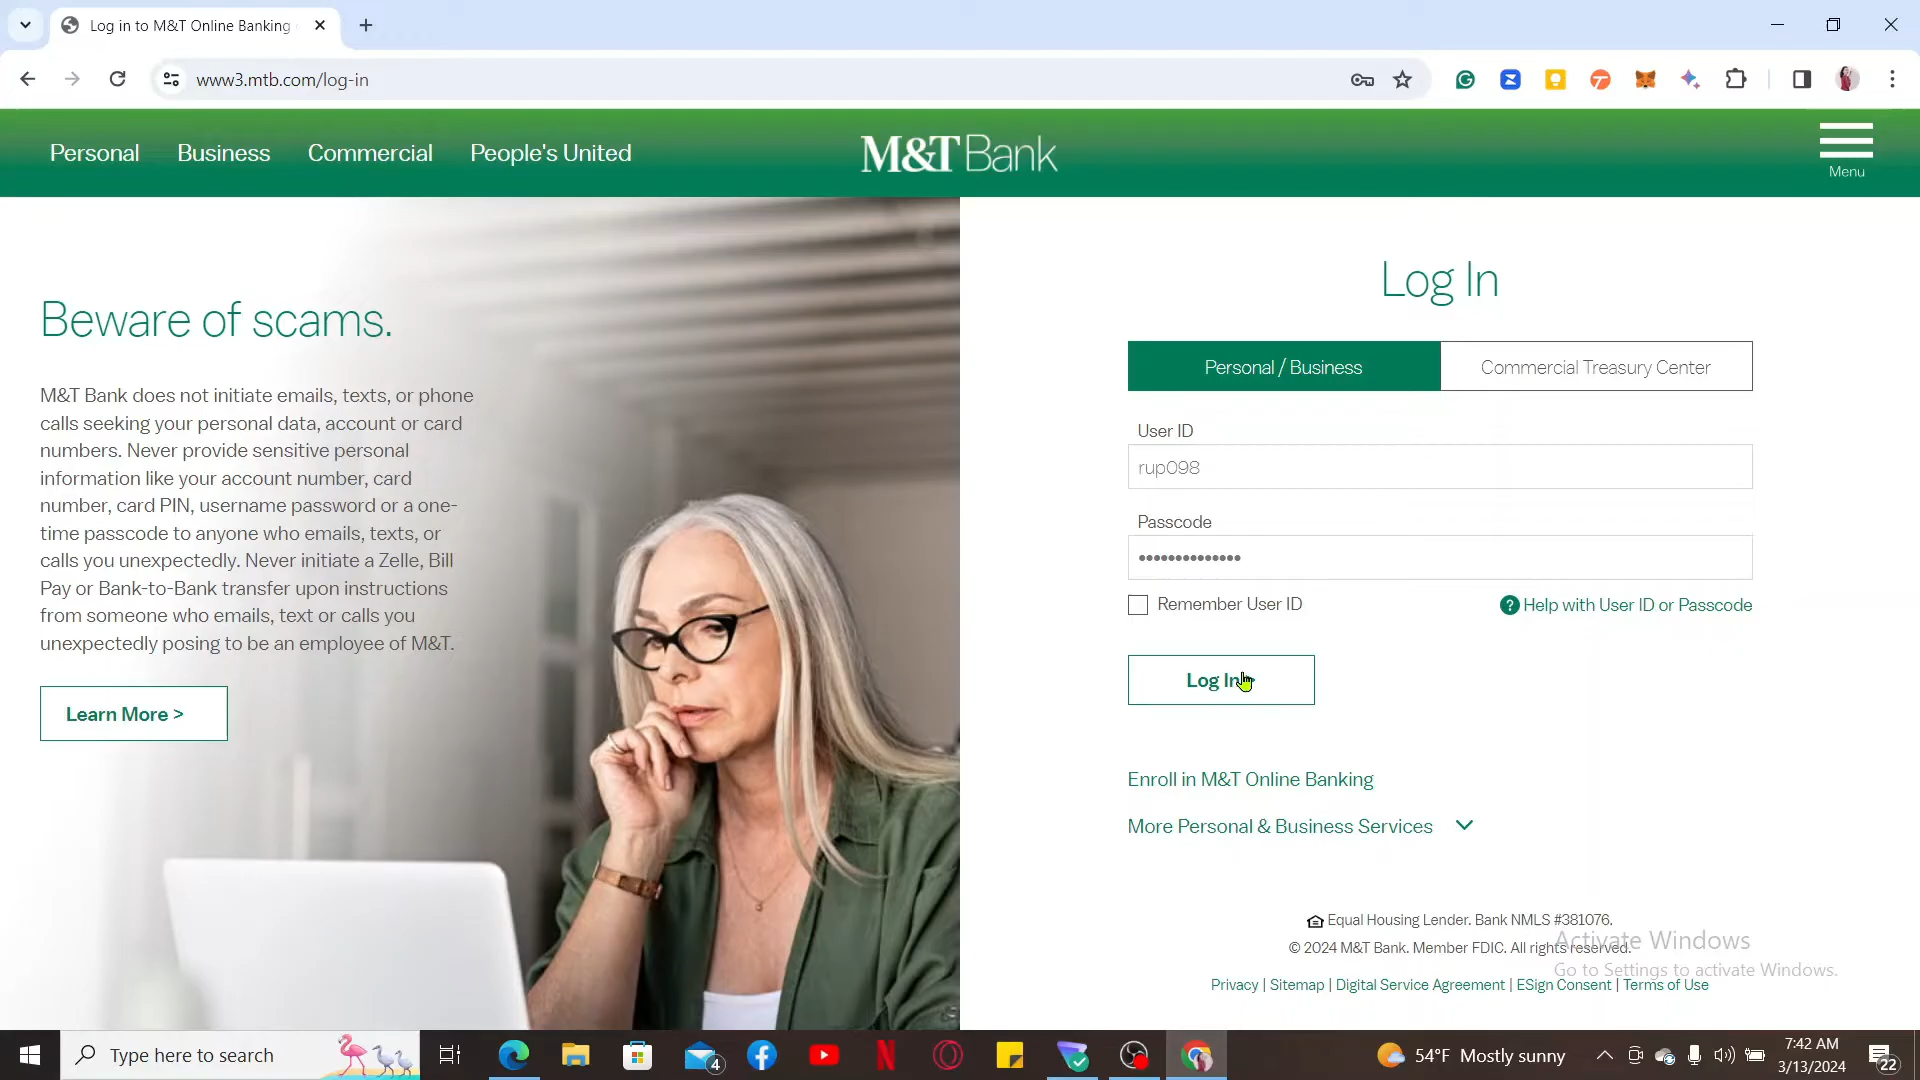 Log in to M&T Online Banking
www3.mtb.com/log-in
Personal
Business
Commercial
People's United
M&T Bank
Menu
Beware of scams.
M&T Bank does not initiate emails, texts, or phone
calls seeking your personal data, account or card
numbers. Never provide sensitive personal
information like your account number, card
number, card PIN, username password or a one-
time passcode to anyone who emails, texts, or
calls you unexpectedly. Never initiate a Zelle, Bill
Pay or Bank-to-Bank transfer upon instructions
from someone who emails, text or calls you
unexpectedly posing to be an employee of M&T.
Learn More >
Log In
Personal / Business
Commercial Treasury Center
User ID
rup098
Passcode
••••••••••••••
Remember User ID
? Help with User ID or Passcode
Log In
Enroll in M&T Online Banking
More Personal & Business Services
Equal Housing Lender. Bank NMLS #381076.
© 2024 M&T Bank. Member FDIC. All rights reserved.
Privacy | Sitemap | Digital Service Agreement | ESign Consent | Terms of Use
Activate Windows
Go to Settings to activate Windows.
Type here to search
4
54°F Mostly sunny
7:42 AM
3/13/2024
22